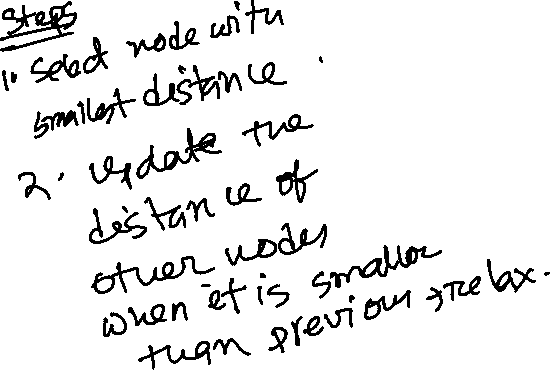 Steps
1. Select node with
smallest distance.
2. Update the
distance of
other nodes
when it is smaller
than previous → relax.